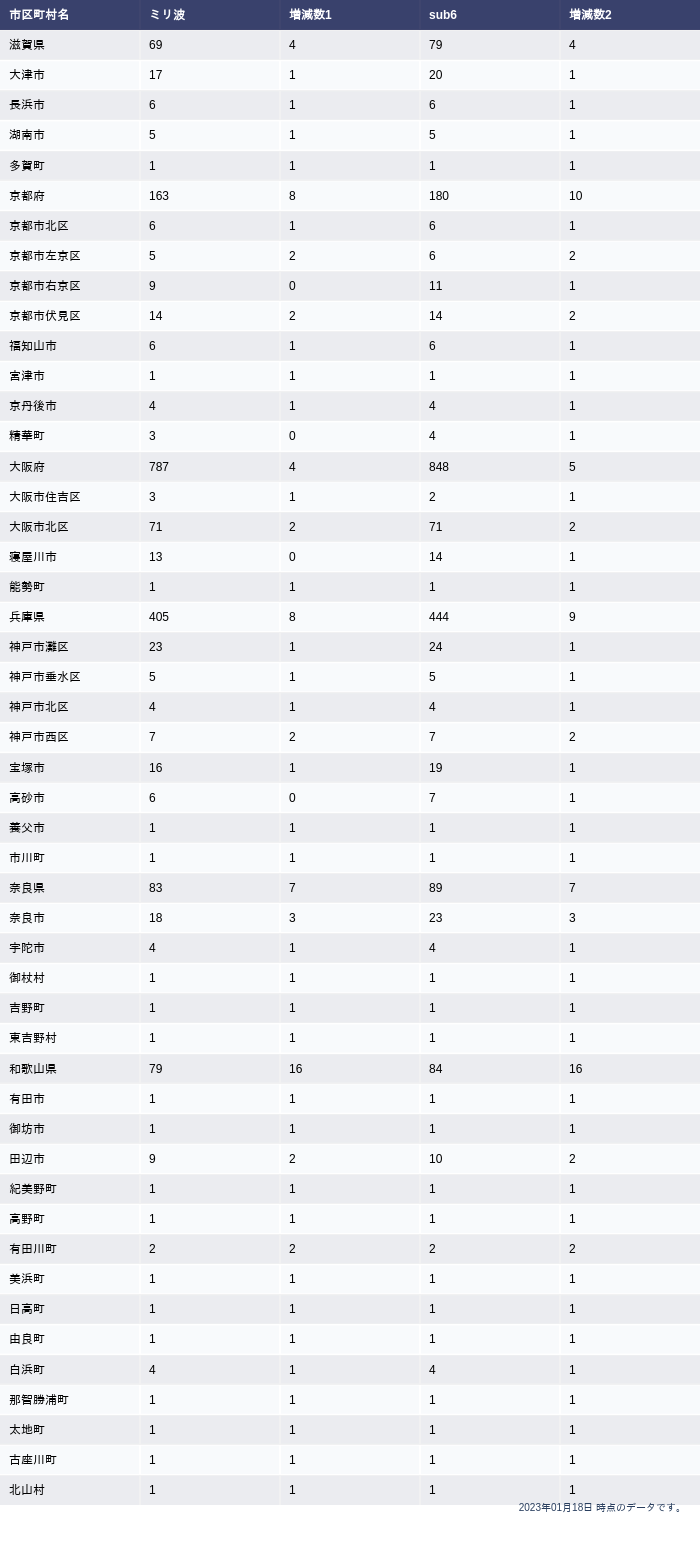 市区町村名 ミリ波 増減数1 sub6 増減数2
滋賀県 69 4 79 4
大津市 17 1 20 1
長浜市 6 1 6 1
湖南市 5 1 5 1
多賀町 1 1 1 1
京都府 163 8 180 10
京都市北区 6 1 6 1
京都市左京区 5 2 6 2
京都市右京区 9 0 11 1
京都市伏見区 14 2 14 2
福知山市 6 1 6 1
宮津市 1 1 1 1
京丹後市 4 1 4 1
精華町 3 0 4 1
大阪府 787 4 848 5
大阪市住吉区 3 1 2 1
大阪市北区 71 2 71 2
寝屋川市 13 0 14 1
能勢町 1 1 1 1
兵庫県 405 8 444 9
神戸市灘区 23 1 24 1
神戸市垂水区 5 1 5 1
神戸市北区 4 1 4 1
神戸市西区 7 2 7 2
宝塚市 16 1 19 1
高砂市 6 0 7 1
養父市 1 1 1 1
市川町 1 1 1 1
奈良県 83 7 89 7
奈良市 18 3 23 3
宇陀市 4 1 4 1
御杖村 1 1 1 1
吉野町 1 1 1 1
東吉野村 1 1 1 1
和歌山県 79 16 84 16
有田市 1 1 1 1
御坊市 1 1 1 1
田辺市 9 2 10 2
紀美野町 1 1 1 1
高野町 1 1 1 1
有田川町 2 2 2 2
美浜町 1 1 1 1
日高町 1 1 1 1
由良町 1 1 1 1
白浜町 4 1 4 1
那智勝浦町 1 1 1 1
太地町 1 1 1 1
古座川町 1 1 1 1
北山村 1 1 1 1
2023年01月18日 時点のデータです。